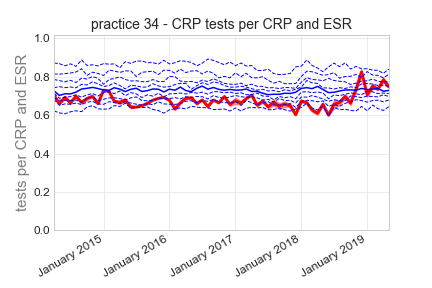 practice 34 - CRP tests per CRP and ESR
tests per CRP and ESR
1.0
0.8
0.6
0.4
0.2
0.0
January 2015
January 2016
January 2017
January 2018
January 2019